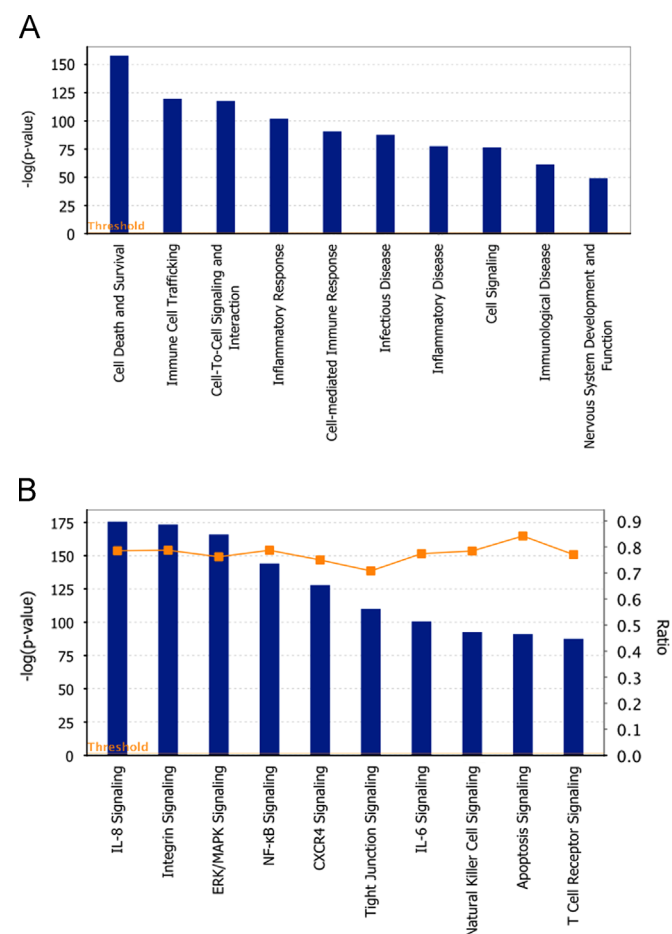 A
150
125
100
75
50
25
0
-log(p-value)
Threshold
Cell Death and Survival
Immune Cell Trafficking
Cell-To-Cell Signaling and
Interaction
Inflammatory Response
Cell-mediated Immune Response
Infectious Disease
Inflammatory Disease
Cell Signaling
Immunological Disease
Nervous System Development and
Function
B
175
150
125
100
75
50
25
0
-log(p-value)
Threshold
0.9
0.8
0.7
0.6
0.5
0.4
0.3
0.2
0.1
0.0
Ratio
IL-8 Signaling
Integrin Signaling
ERK/MAPK Signaling
NF-κB Signaling
CXCR4 Signaling
Tight Junction Signaling
IL-6 Signaling
Natural Killer Cell Signaling
Apoptosis Signaling
T Cell Receptor Signaling